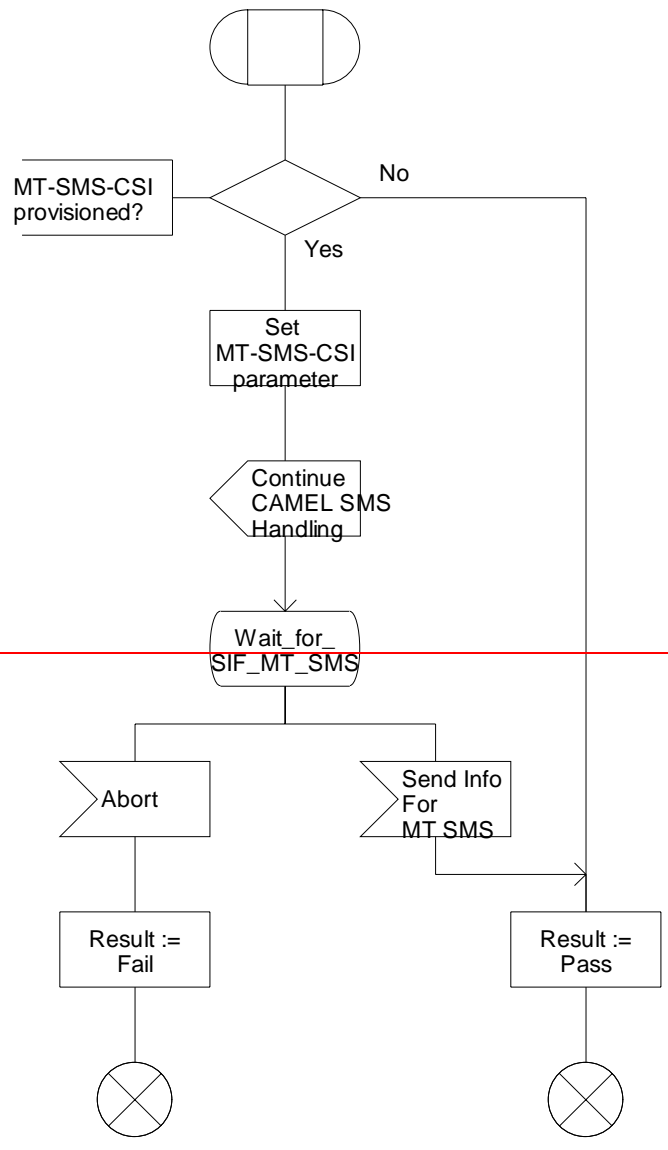 No
MT-SMS-CSI
provisioned?
Yes
Set
MT-SMS-CSI
parameter
Continue
CAMEL SMS
Handling
Wait_for_
SIF_MT_SMS
Abort
Send Info
For
MT SMS
Result :=
Fail
Result :=
Pass